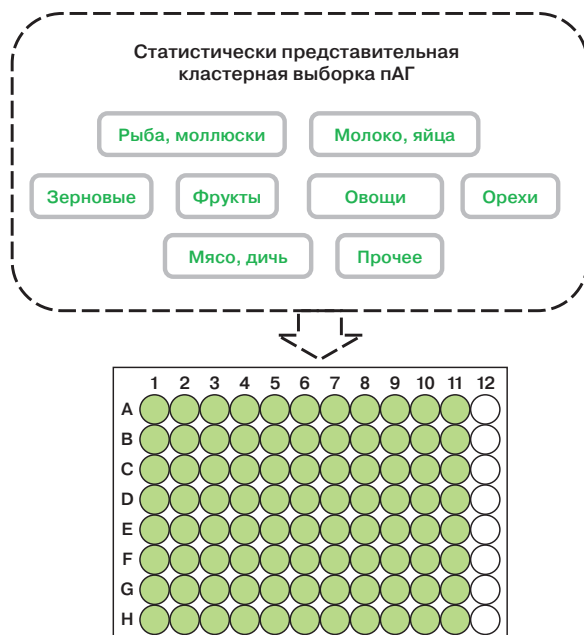 Статистически представительная
кластерная выборка пАГ
Рыба, моллюски
Молоко, яйца
Зерновые
Фрукты
Овощи
Орехи
Мясо, дичь
Прочее
1 2 3 4 5 6 7 8 9 10 11 12
A
B
C
D
E
F
G
H